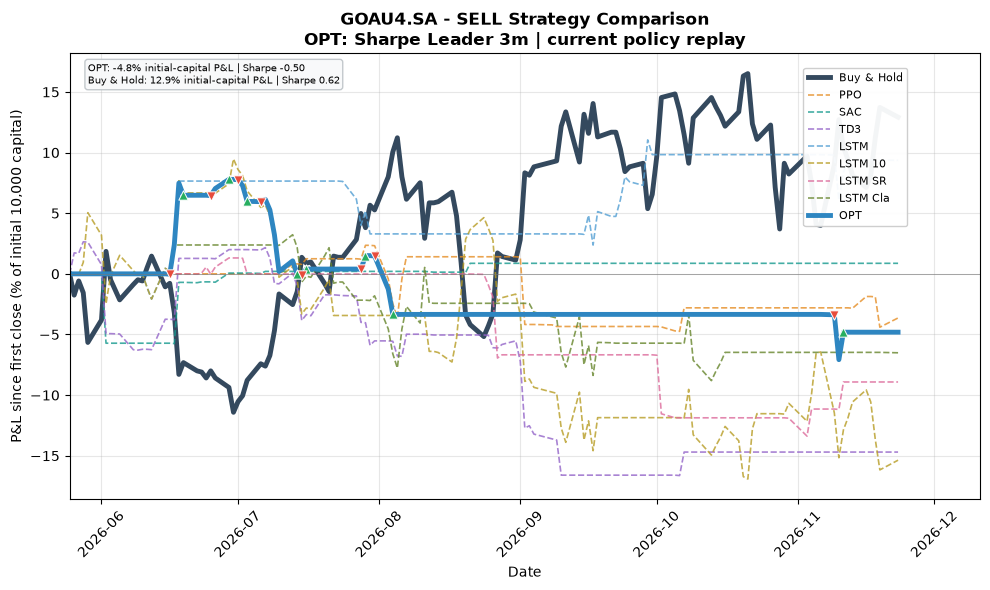 GOAU4.SA - SELL Strategy Comparison
OPT: Sharpe Leader 3m | current policy replay
OPT: -4.8% initial-capital P&L | Sharpe -0.50
Buy & Hold: 12.9% initial-capital P&L | Sharpe 0.62
Buy & Hold
PPO
SAC
TD3
LSTM
LSTM 10
LSTM SR
LSTM Cla
OPT
P&L since first close (% of initial 10,000 capital)
15
10
5
0
−5
−10
−15
2026-06
2026-07
2026-08
2026-09
2026-10
2026-11
2026-12
Date